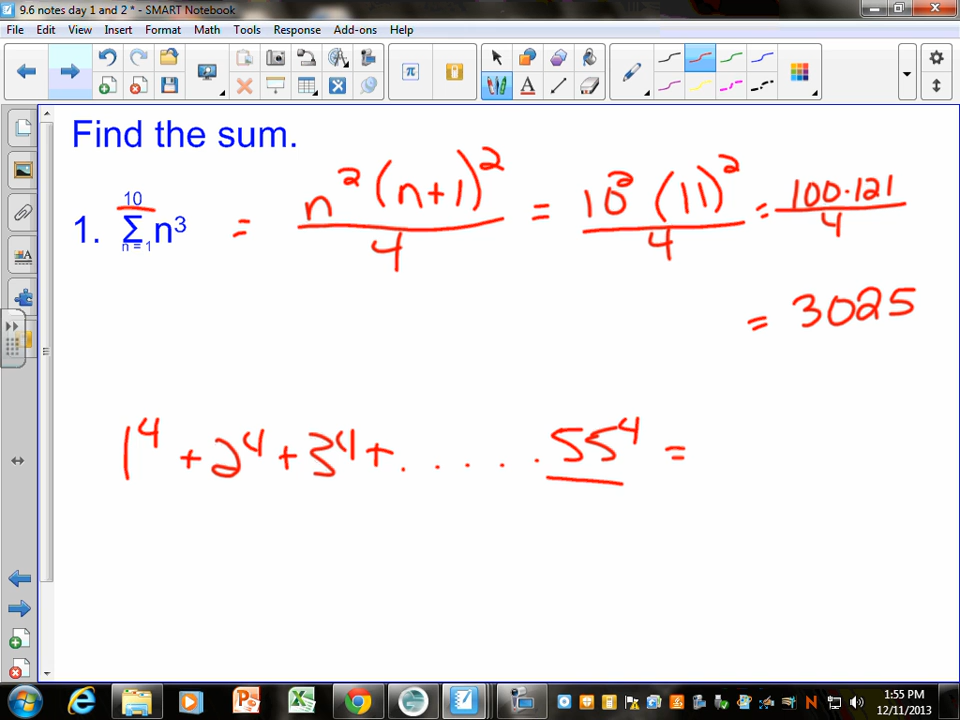 9.6 notes day 1 and 2 * - SMART Notebook
File Edit View Insert Format Math Tools Response Add-ons Help
Find the sum.
1. 10 Σ n = 1 n³ = n² (n+1)² / 4 = 10² (11)² / 4 = 100·121 / 4
= 3025
1⁴ + 2⁴ + 3⁴ + . . . . . . 55⁴ =
1:55 PM
12/11/2013